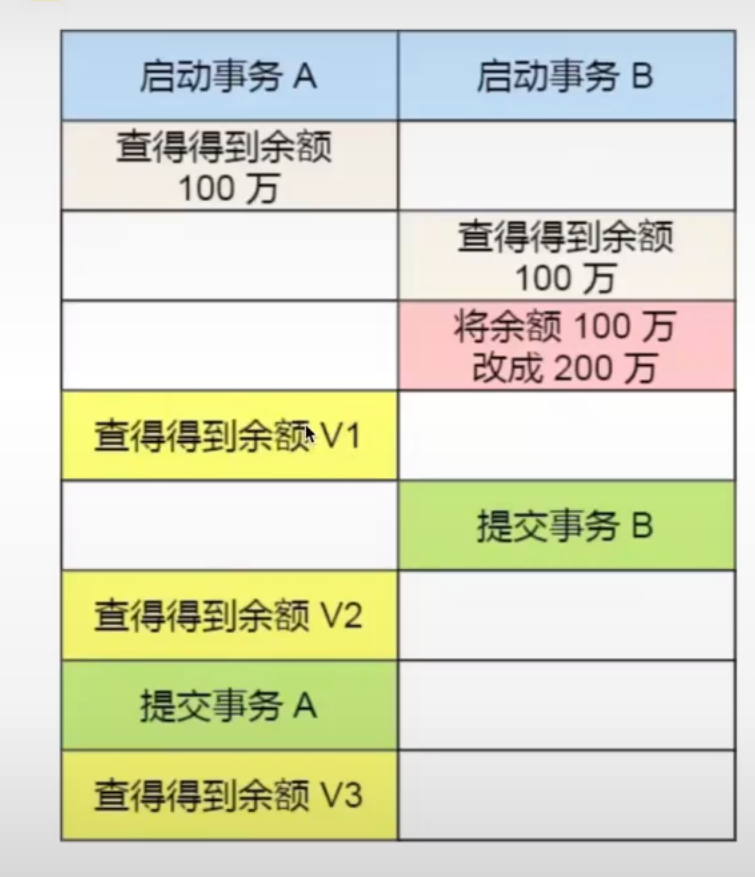 启动事务 A
启动事务 B
查得得到余额
100 万
查得得到余额
100 万
将余额 100 万
改成 200 万
查得得到余额 V1
提交事务 B
查得得到余额 V2
提交事务 A
查得得到余额 V3